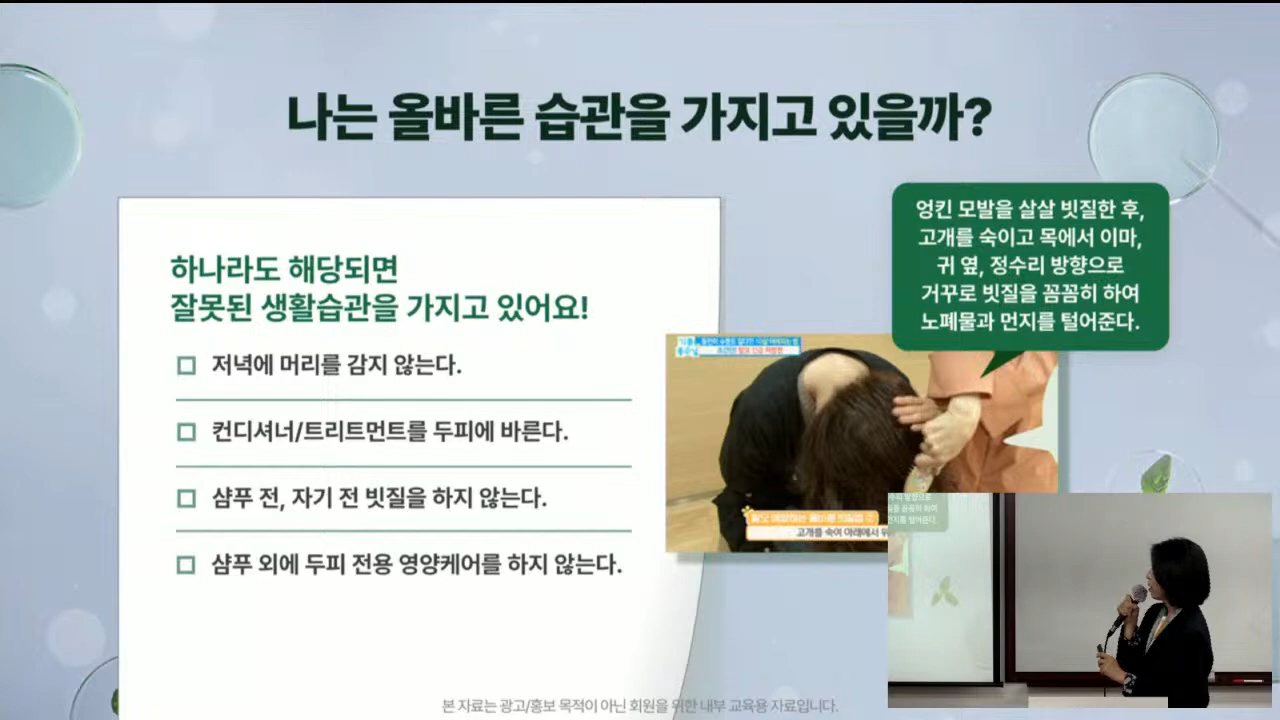 나는 올바른 습관을 가지고 있을까?
하나라도 해당되면
잘못된 생활습관을 가지고 있어요!
저녁에 머리를 감지 않는다.
컨디셔너/트리트먼트를 두피에 바른다.
샴푸 전, 자기 전 빗질을 하지 않는다.
샴푸 외에 두피 전용 영양케어를 하지 않는다.
엉킨 모발을 살살 빗질한 후,
고개를 숙이고 목에서 이마,
귀 옆, 정수리 방향으로
거꾸로 빗질을 꼼꼼히 하여
노폐물과 먼지를 털어준다.
고개를 숙여 아래에서
본 자료는 광고/홍보 목적이 아닌 회원을 위한 내부 교육용 자료입니다.